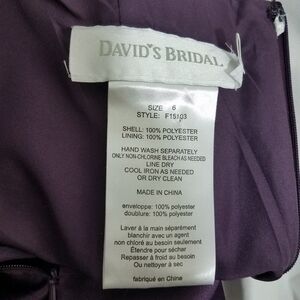 DAVID'S BRIDAL
SIZE 6
STYLE: F15103
SHELL: 100% POLYESTER
LINING: 100% POLYESTER
HAND WASH SEPARATELY
ONLY NON-CHLORINE BLEACH AS NEEDED
LINE DRY
COOL IRON AS NEEDED
OR DRY CLEAN
MADE IN CHINA
enveloppe: 100% polyester
doublure: 100% polyester
Laver à la main séparément
blanchir avec un agent
non chloré au besoin seulement
Étendre pour sécher
Repasser à froid au besoin
Ou nettoyer à sec
fabriqué en Chine